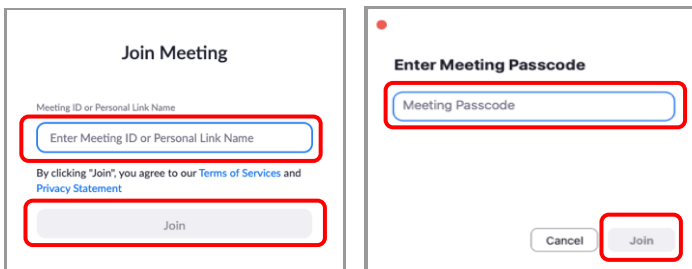 Join Meeting
Meeting ID or Personal Link Name
Enter Meeting ID or Personal Link Name
By clicking "Join", you agree to our Terms of Services and
Privacy Statement
Join
Enter Meeting Passcode
Meeting Passcode
Cancel Join